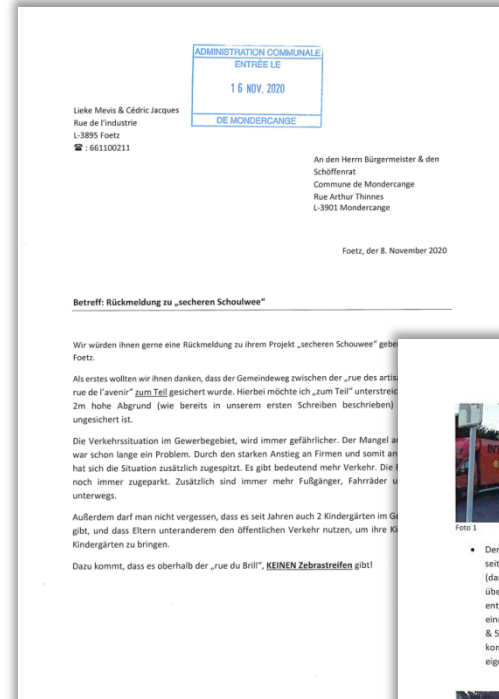 ADMINISTRATION COMMUNALE
ENTRÉE LE
16 NOV. 2020
DE MONDERCANGE
Lieke Mevis & Cédric Jacques
Rue de l'industrie
L-3895 Foetz
☎ : 661100211
An den Herrn Bürgermeister & den
Schöffenrat
Commune de Mondercange
Rue Arthur Thinnes
L-3901 Mondercange
Foetz, der 8. November 2020
Betreff: Rückmeldung zu „secheren Schoulwee“
Wir würden ihnen gerne eine Rückmeldung zu ihrem Projekt „secheren Schouwee“ gebe
Foetz.
Als erstes wollten wir ihnen danken, dass der Gemeindeweg zwischen der „rue des artis
rue de l'avenir“ zum Teil gesichert wurde. Hierbei möchte ich „zum Teil“ unterstreic
2m hohe Abgrund (wie bereits in unserem ersten Schreiben beschrieben)
ungesichert ist.
Die Verkehrssituation im Gewerbegebiet, wird immer gefährlicher. Der Mangel a
war schon lange ein Problem. Durch den starken Anstieg an Firmen und somit an
hat sich die Situation zusätzlich zugespitzt. Es gibt bedeutend mehr Verkehr. Die
noch immer zugeparkt. Zusätzlich sind immer mehr Fußgänger, Fahrräder u
unterwegs.
Außerdem darf man nicht vergessen, dass es seit Jahren auch 2 Kindergärten im G
gibt, und dass Eltern unteranderem den öffentlichen Verkehr nutzen, um ihre Ki
Kindergärten zu bringen.
Dazu kommt, dass es oberhalb der „rue du Brill“, KEINEN Zebrastreifen gibt!
Foto 1
• Der
seit
(da
übe
ent
ein
& S
kon
eig